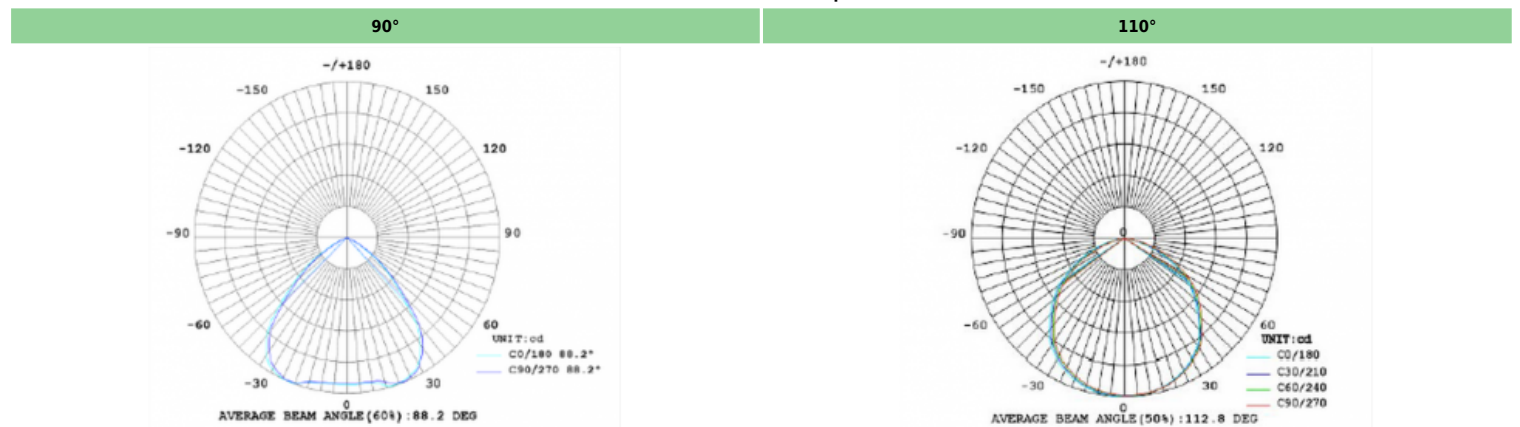 90°
110°
-/+180
-150
150
-120
120
-90
90
-60
60
UNIT:cd
C0/180 88.2°
C90/270 88.2°
-30
30
0
AVERAGE BEAM ANGLE(60%):88.2 DEG
-/+180
-150
150
-120
120
-90
0
90
-60
60
UNIT:cd
C0/180
C30/210
C60/240
C90/270
-30
30
0
AVERAGE BEAM ANGLE(50%):112.8 DEG